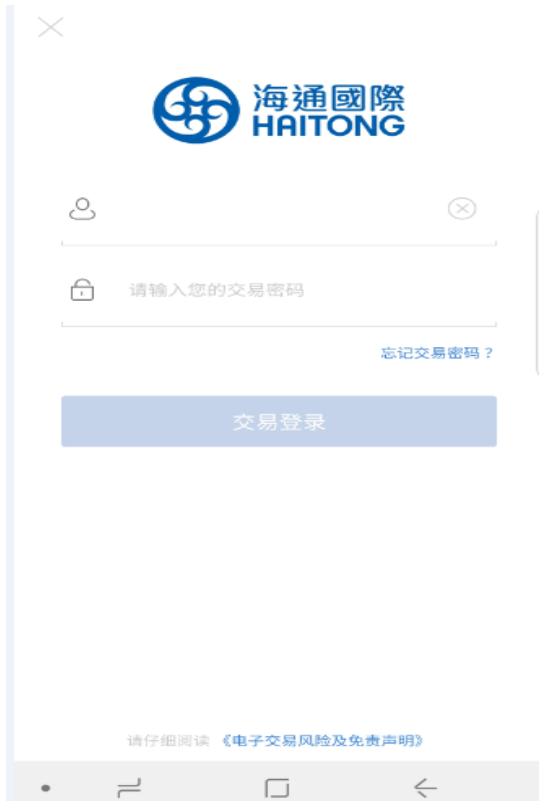 海通國際
HAITONG
请输入您的交易密码
忘记交易密码？
交易登录
请仔细阅读 《电子交易风险及免责声明》